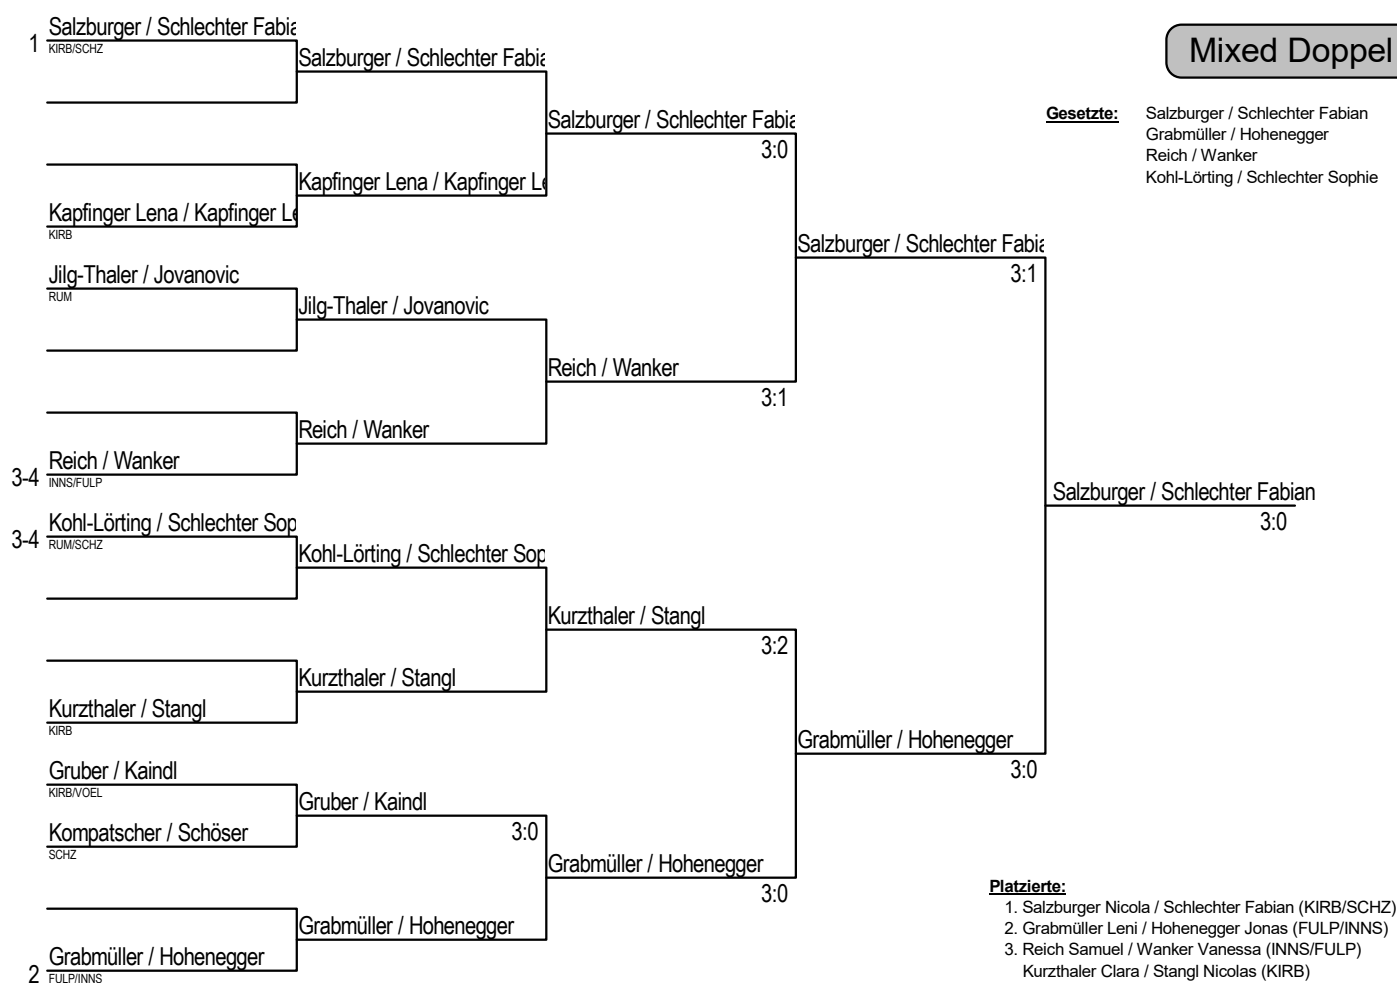 Mixed Doppel
Gesetzte: Salzburger / Schlechter Fabian
Grabmüller / Hohenegger
Reich / Wanker
Kohl-Lörting / Schlechter Sophie
1 Salzburger / Schlechter Fabia
KIRB/SCHZ
Kapfinger Lena / Kapfinger Le
KIRB
Jilg-Thaler / Jovanovic
RUM
3-4 Reich / Wanker
INNS/FULP
3-4 Kohl-Lörting / Schlechter Sop
RUM/SCHZ
Kurzthaler / Stangl
KIRB
Gruber / Kaindl
KIRB/VOEL
Kompatscher / Schöser
SCHZ
2 Grabmüller / Hohenegger
FULP/INNS
Salzburger / Schlechter Fabia
Kapfinger Lena / Kapfinger Le
Jilg-Thaler / Jovanovic
Reich / Wanker
Kohl-Lörting / Schlechter Sop
Kurzthaler / Stangl
Gruber / Kaindl
3:0
Grabmüller / Hohenegger
Salzburger / Schlechter Fabia
3:0
Reich / Wanker
3:1
Kurzthaler / Stangl
3:2
Grabmüller / Hohenegger
3:0
Salzburger / Schlechter Fabia
3:1
Grabmüller / Hohenegger
3:0
Salzburger / Schlechter Fabian
3:0
Platzierte:
1. Salzburger Nicola / Schlechter Fabian (KIRB/SCHZ)
2. Grabmüller Leni / Hohenegger Jonas (FULP/INNS)
3. Reich Samuel / Wanker Vanessa (INNS/FULP)
Kurzthaler Clara / Stangl Nicolas (KIRB)